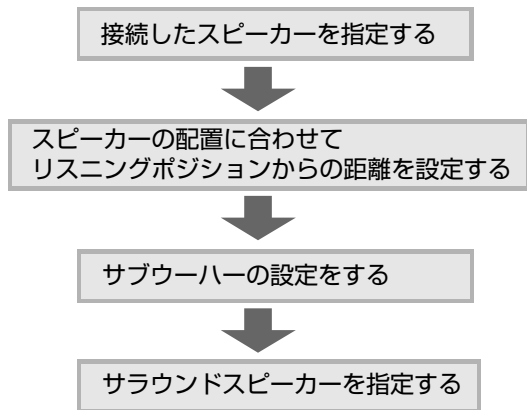 接続したスピーカーを指定する
スピーカーの配置に合わせて
リスニングポジションからの距離を設定する
サブウーハーの設定をする
サラウンドスピーカーを指定する